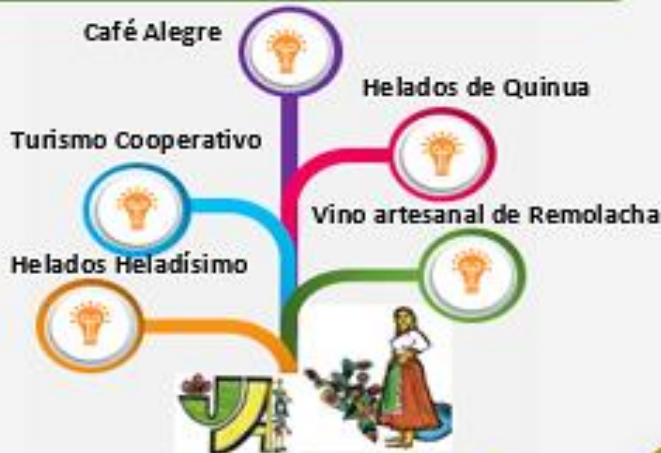 Café Alegre
Helados de Quinua
Turismo Cooperativo
Vino artesanal de Remolacha
Helados Heladísimo